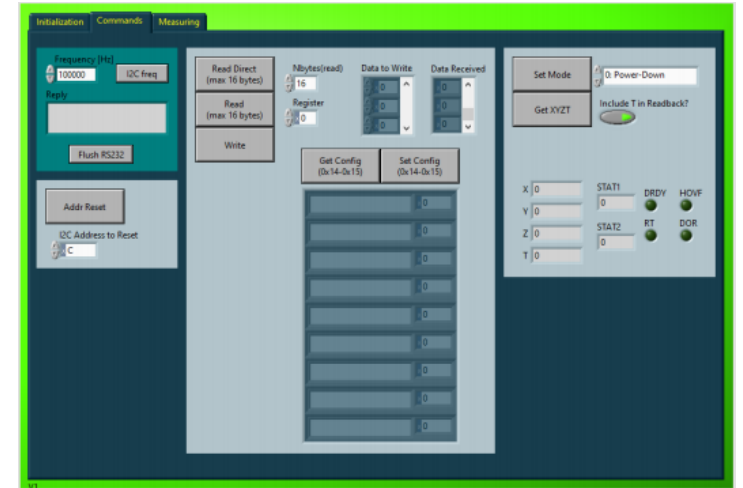 Initialization Commands Measuring
Frequency [Hz]
100000
I2C freq
Reply
Flush RS232
Addr Reset
I2C Address to Reset
C
Read Direct
(max 16 bytes)
Read
(max 16 bytes)
Write
Nbytes(read)
16
Register
0
Data to Write
0
0
0
Data Received
0
0
0
Get Config
(0x14-0x15)
Set Config
(0x14-0x15)
0
0
0
0
0
0
0
0
0
Set Mode
0: Power-Down
Get XYZT
Include T in Readback?
X 0
Y 0
Z 0
T 0
STAT1
0
STAT2
0
DRDY HOVF
RT DOR
V1